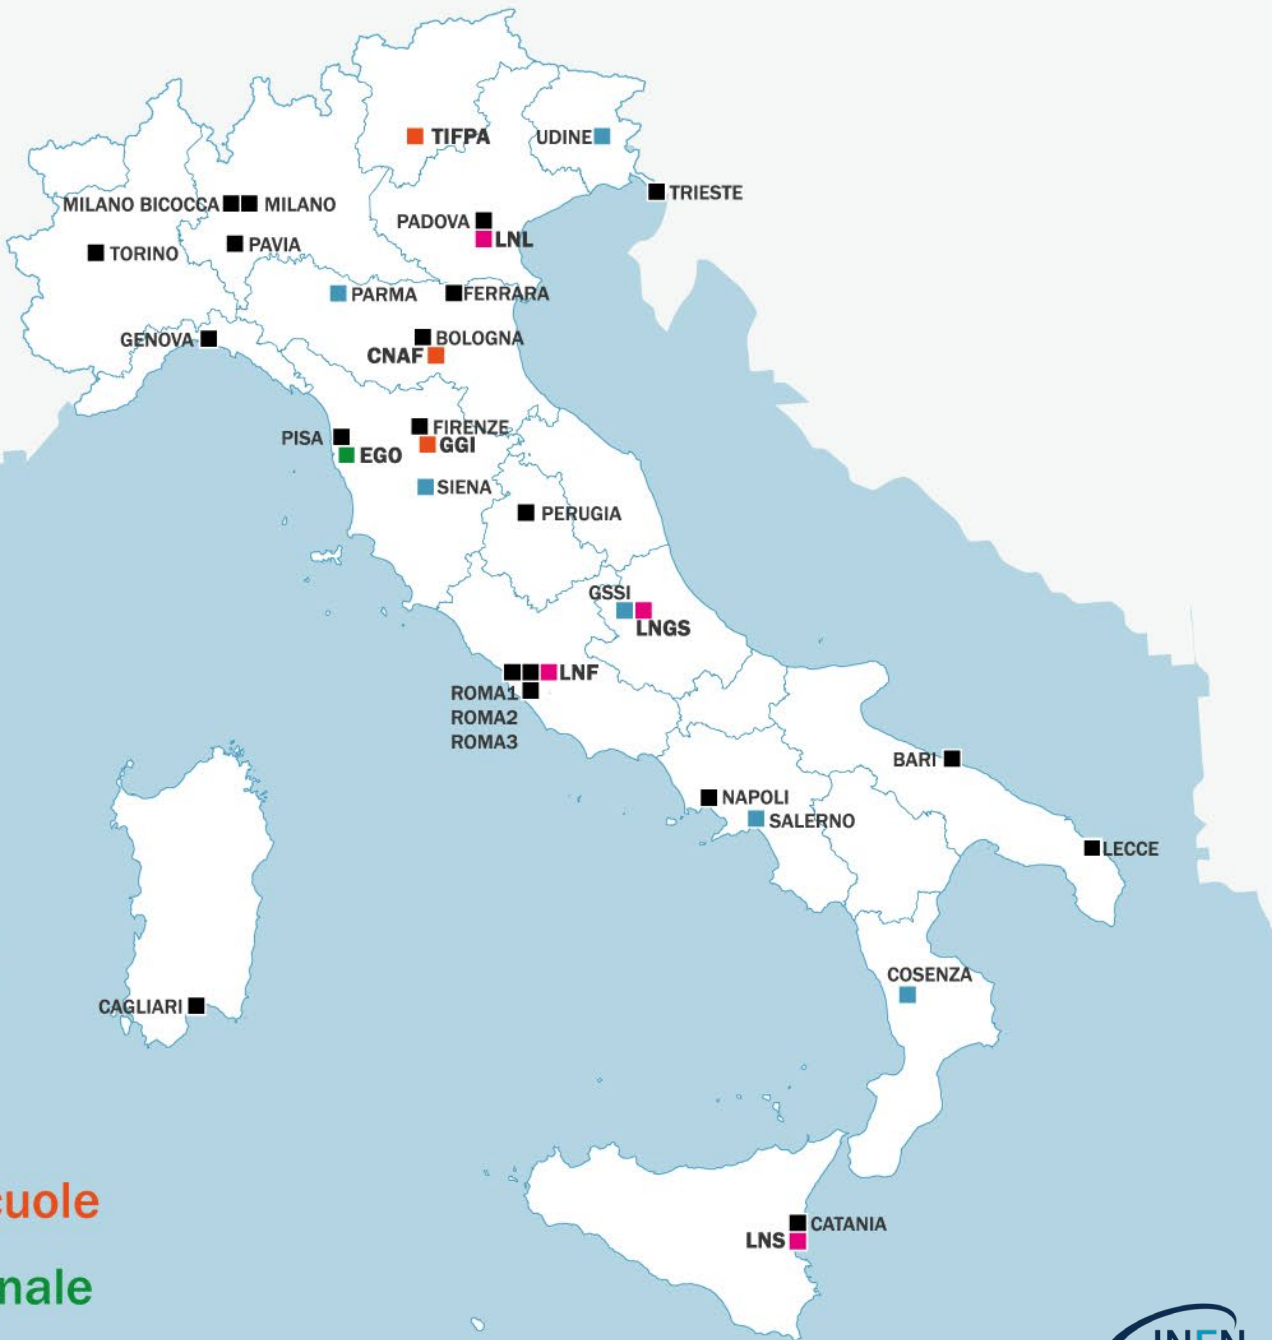 TIFPA
UDINE
TRIESTE
MILANO BICOCCA
MILANO
PADOVA
LNL
TORINO
PAVIA
PARMA
FERRARA
GENOVA
BOLOGNA
CNAF
FIRENZE
PISA
GGI
EGO
SIENA
PERUGIA
GSSI
LNGS
LNF
ROMA1
ROMA2
ROMA3
BARI
NAPOLI
SALERNO
LECCE
COSENZA
CAGLIARI
cuole
CATANIA
LNS
nale
INFN